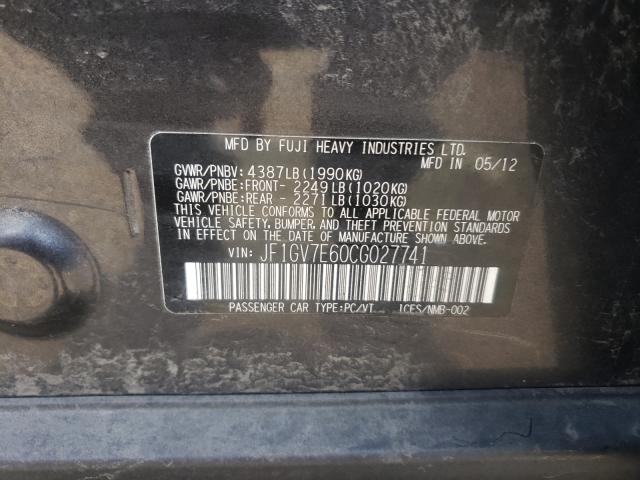 MFD BY FUJI HEAVY INDUSTRIES LTD.
MFD IN 05/12
GVWR/PNBV: 4387LB(1990KG)
GAWR/PNBE:FRONT- 2249LB(1020KG)
GAWR/PNBE:REAR - 2271LB(1030KG)
THIS VEHICLE CONFORMS TO ALL APPLICABLE FEDERAL MOTOR
VEHICLE SAFETY, BUMPER, AND THEFT PREVENTION STANDARDS
IN EFFECT ON THE DATE OF MANUFACTURE SHOWN ABOVE.
VIN: JF1GV7E60CG027741
PASSENGER CAR TYPE:PC/VT ICES/NMB-002